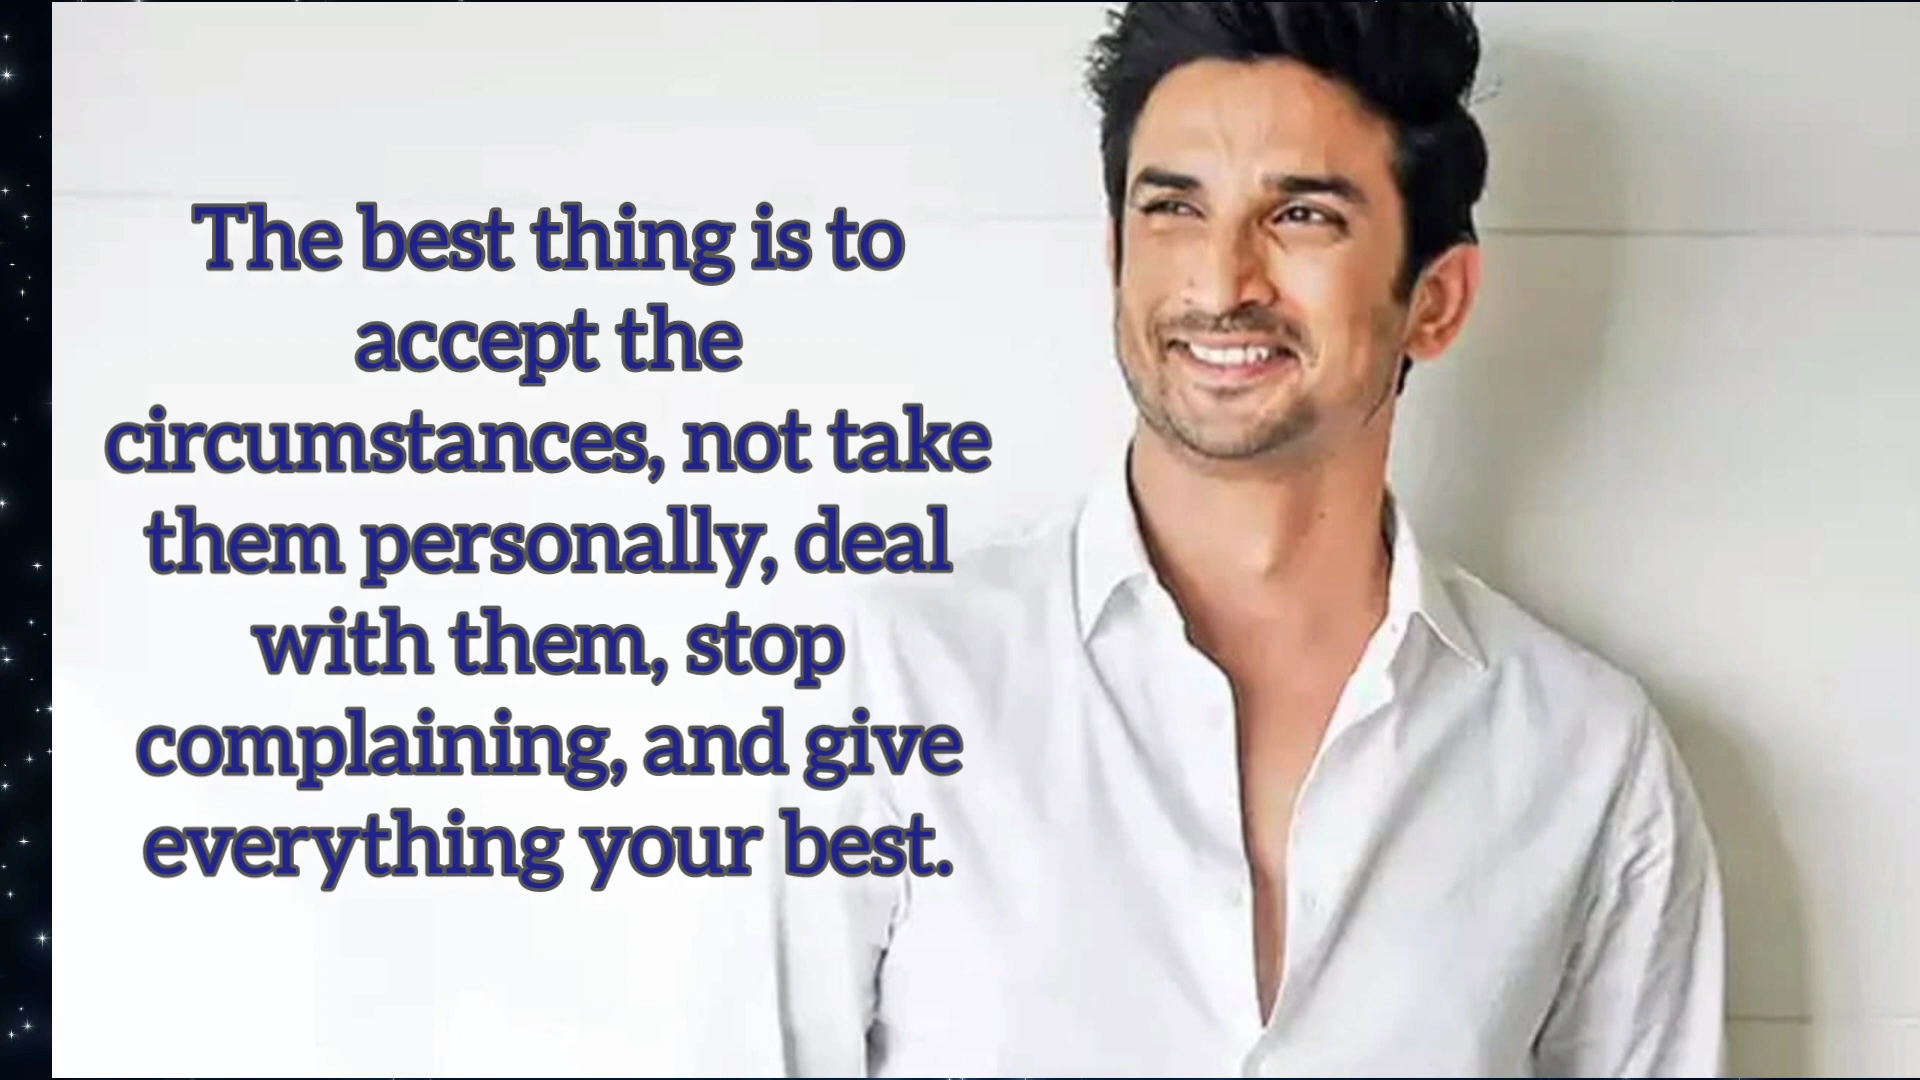 The best thing is to
accept the
circumstances, not take
them personally, deal
with them, stop
complaining, and give
everything your best.